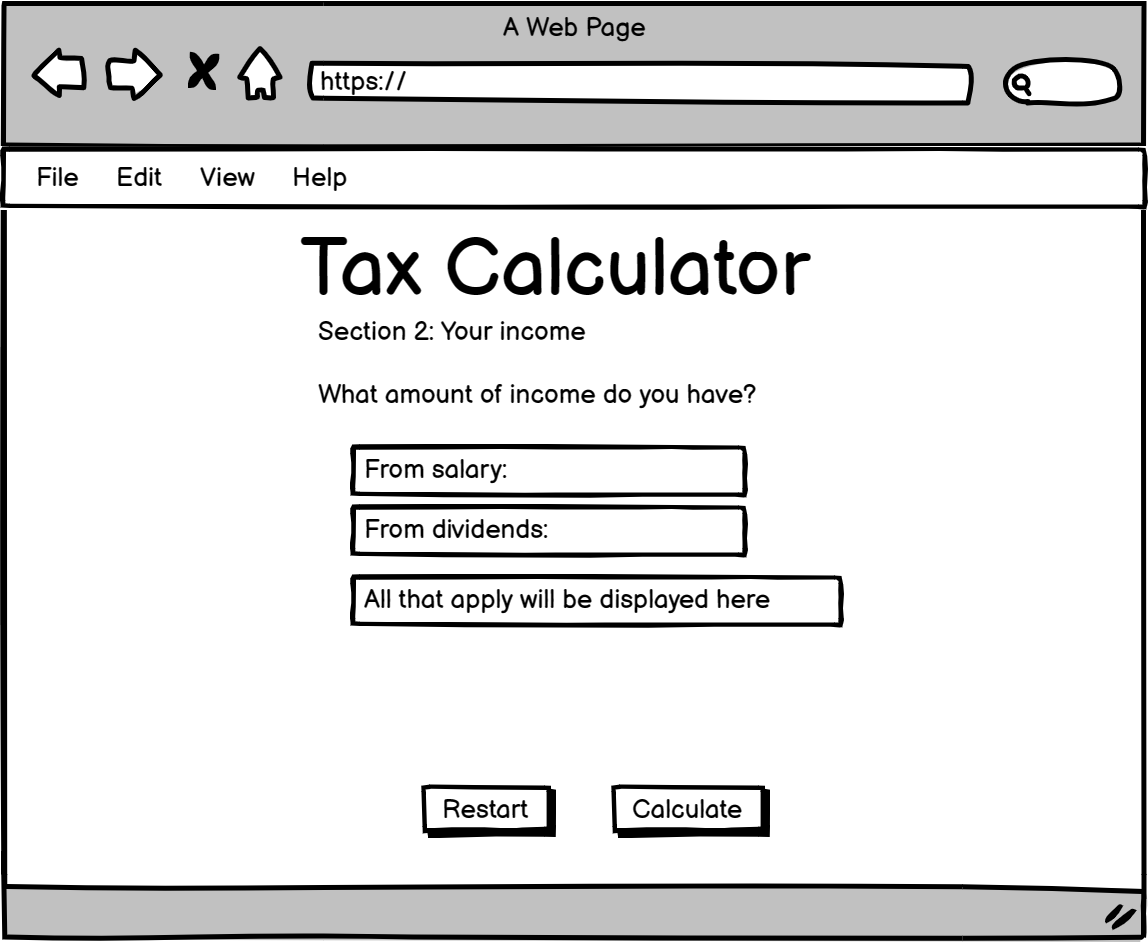 A Web Page
https://
File Edit View Help
Tax Calculator
Section 2: Your income
What amount of income do you have?
From salary:
From dividends:
All that apply will be displayed here
Restart Calculate